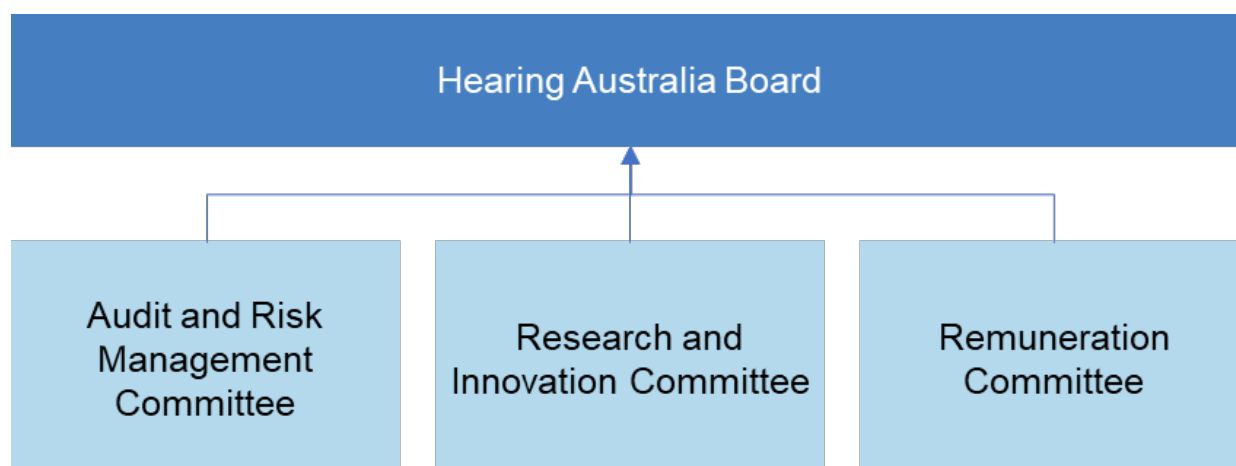 Hearing Australia Board
Audit and Risk
Management
Committee
Research and
Innovation Committee
Remuneration
Committee